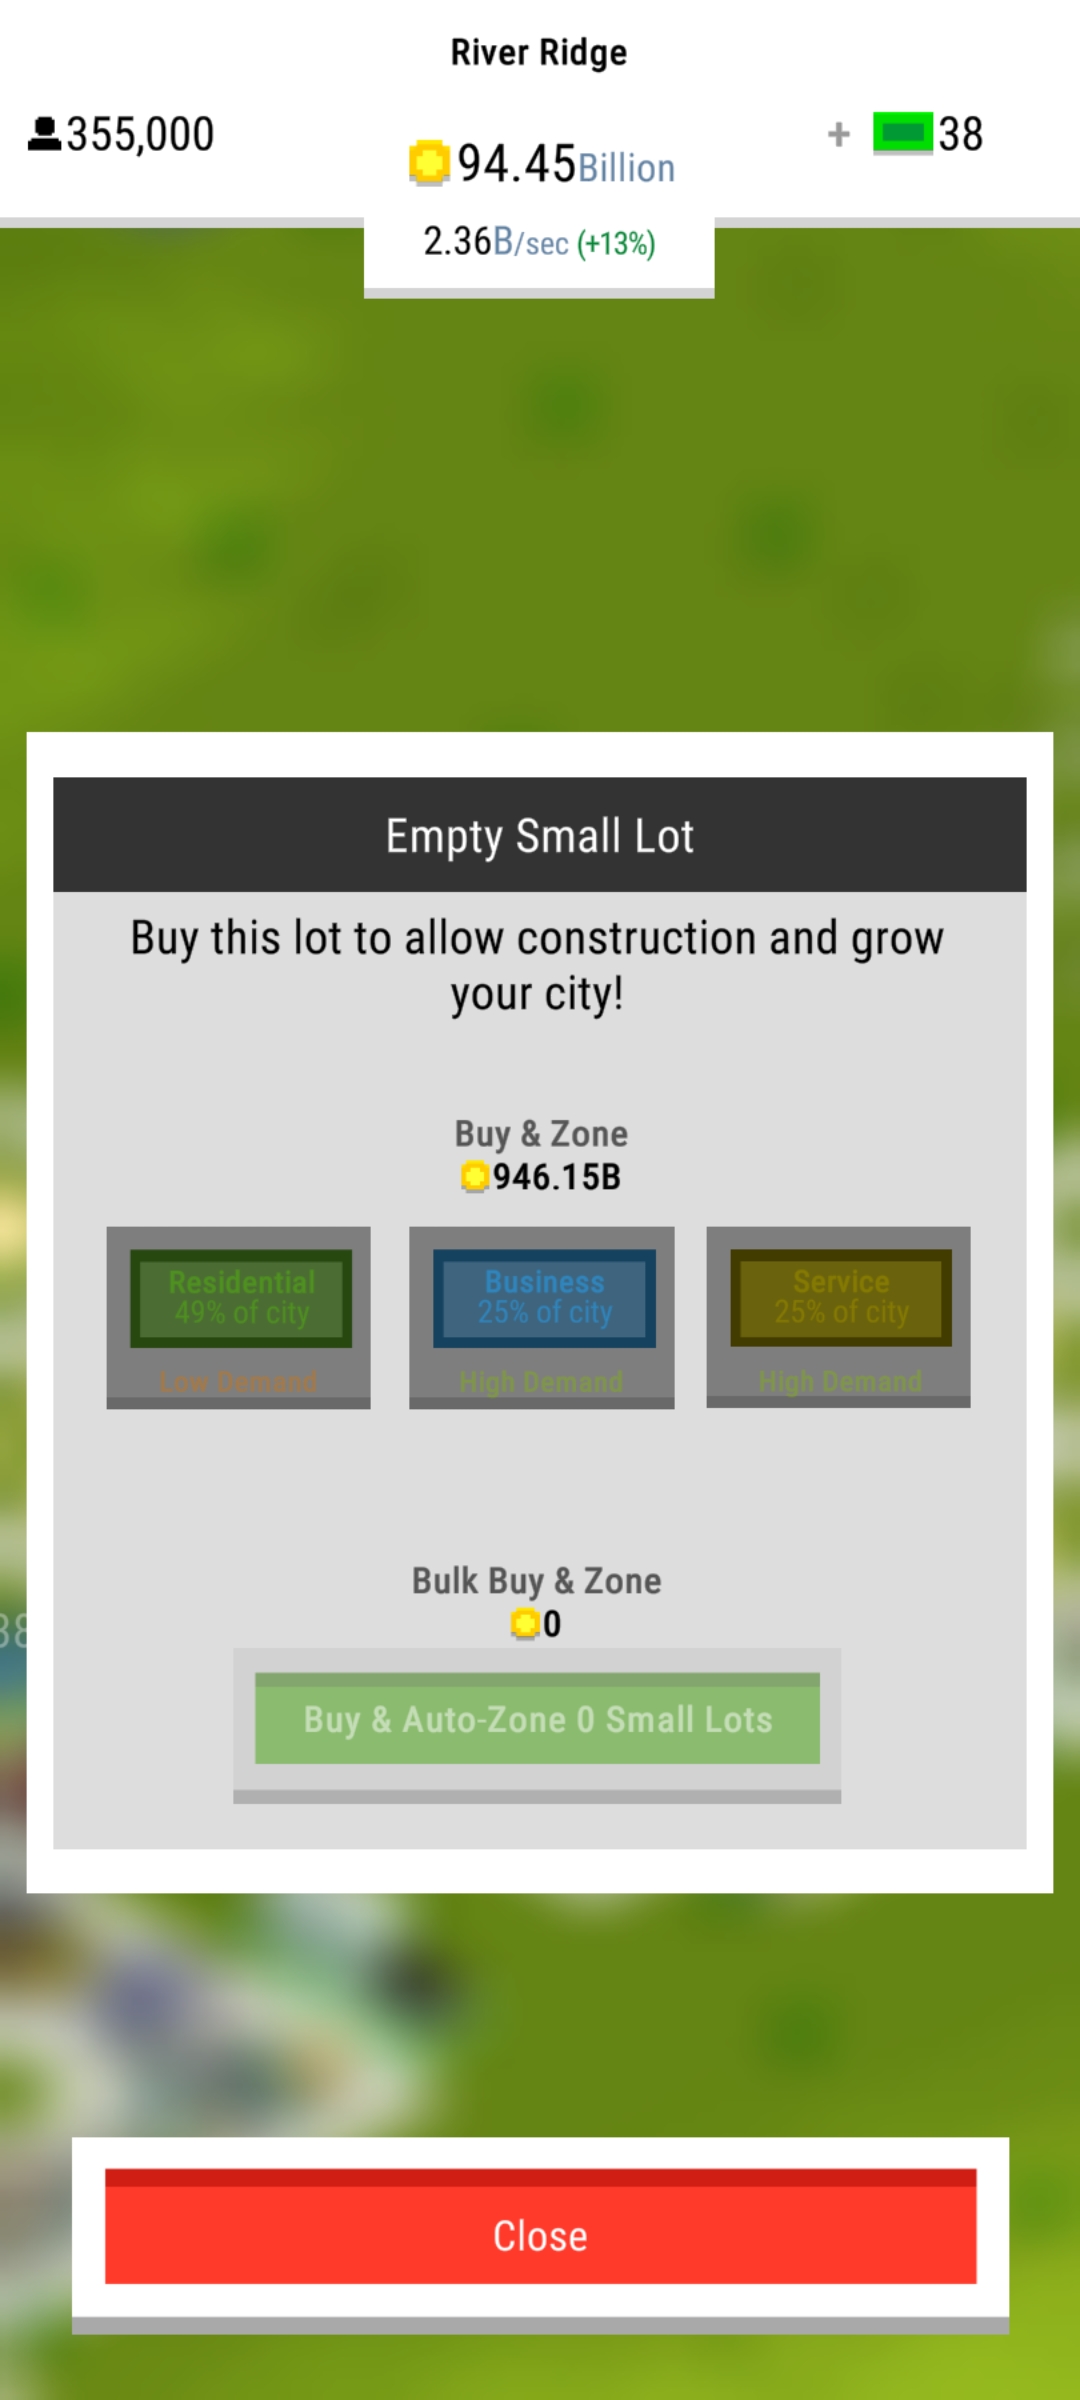 River Ridge
355,000
94.45Billion
+ 38
2.36B/sec (+13%)
Empty Small Lot
Buy this lot to allow construction and grow
your city!
Buy & Zone
946.15B
Residential
49% of city
Low Demand
Business
25% of city
High Demand
Service
25% of city
High Demand
Bulk Buy & Zone
0
Buy & Auto-Zone 0 Small Lots
Close